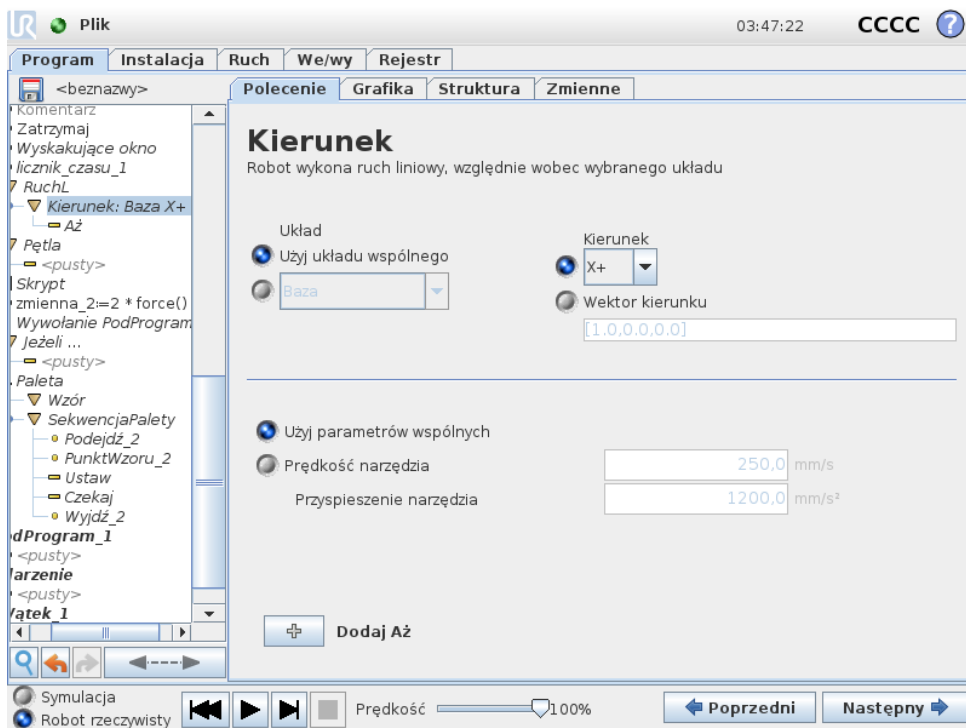 UR Plik 03:47:22 CCCC ?
Program Instalacja Ruch We/wy Rejestr
<beznazwy>
Polecenie Grafika Struktura Zmienne
Komentarz
Zatrzymaj
Wyskakujące okno
licznik_czasu_1
RuchL
Kierunek: Baza X+
Aż
Pętla
<pusty>
Skrypt
zmienna_2:=2 * force()
Wywołanie PodProgram
Jeżeli ...
<pusty>
Paleta
Wzór
SekwencjaPalety
Podejdź_2
PunktWzoru_2
Ustaw
Czekaj
Wyjdź_2
dProgram_1
<pusty>
darzenie
<pusty>
Wątek_1
Kierunek
Robot wykona ruch liniowy, względnie wobec wybranego układu
Układ
Użyj układu wspólnego
Baza
Kierunek
X+
Wektor kierunku
[1.0,0.0,0.0]
Użyj parametrów wspólnych
Prędkość narzędzia 250,0 mm/s
Przyspieszenie narzędzia 1200,0 mm/s²
Dodaj Aż
Symulacja
Robot rzeczywisty
Prędkość 100%
Poprzedni Następny